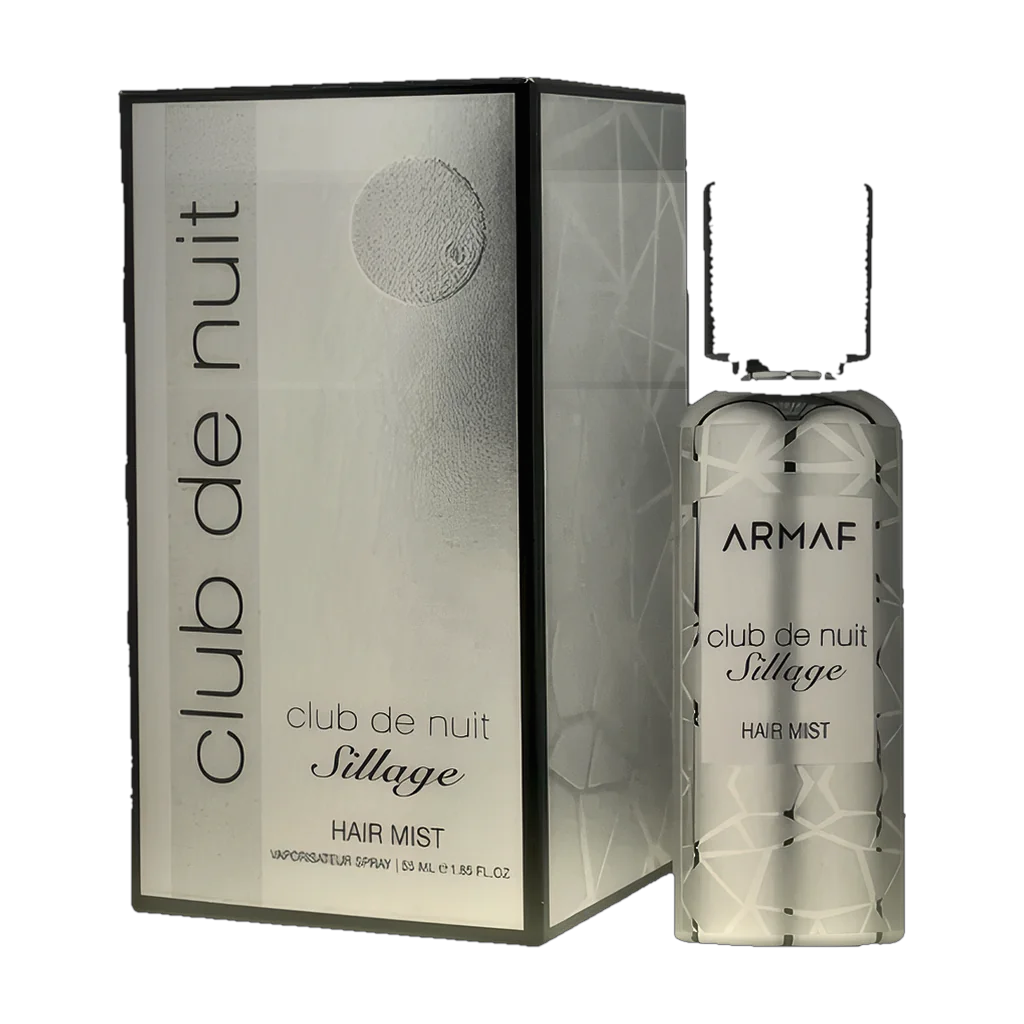 club de nuit
club de nuit
Sillage
HAIR MIST
VAPORISATEUR SPRAY | 55 ML e 1.85 FL.OZ
ARMAF
club de nuit
Sillage
HAIR MIST